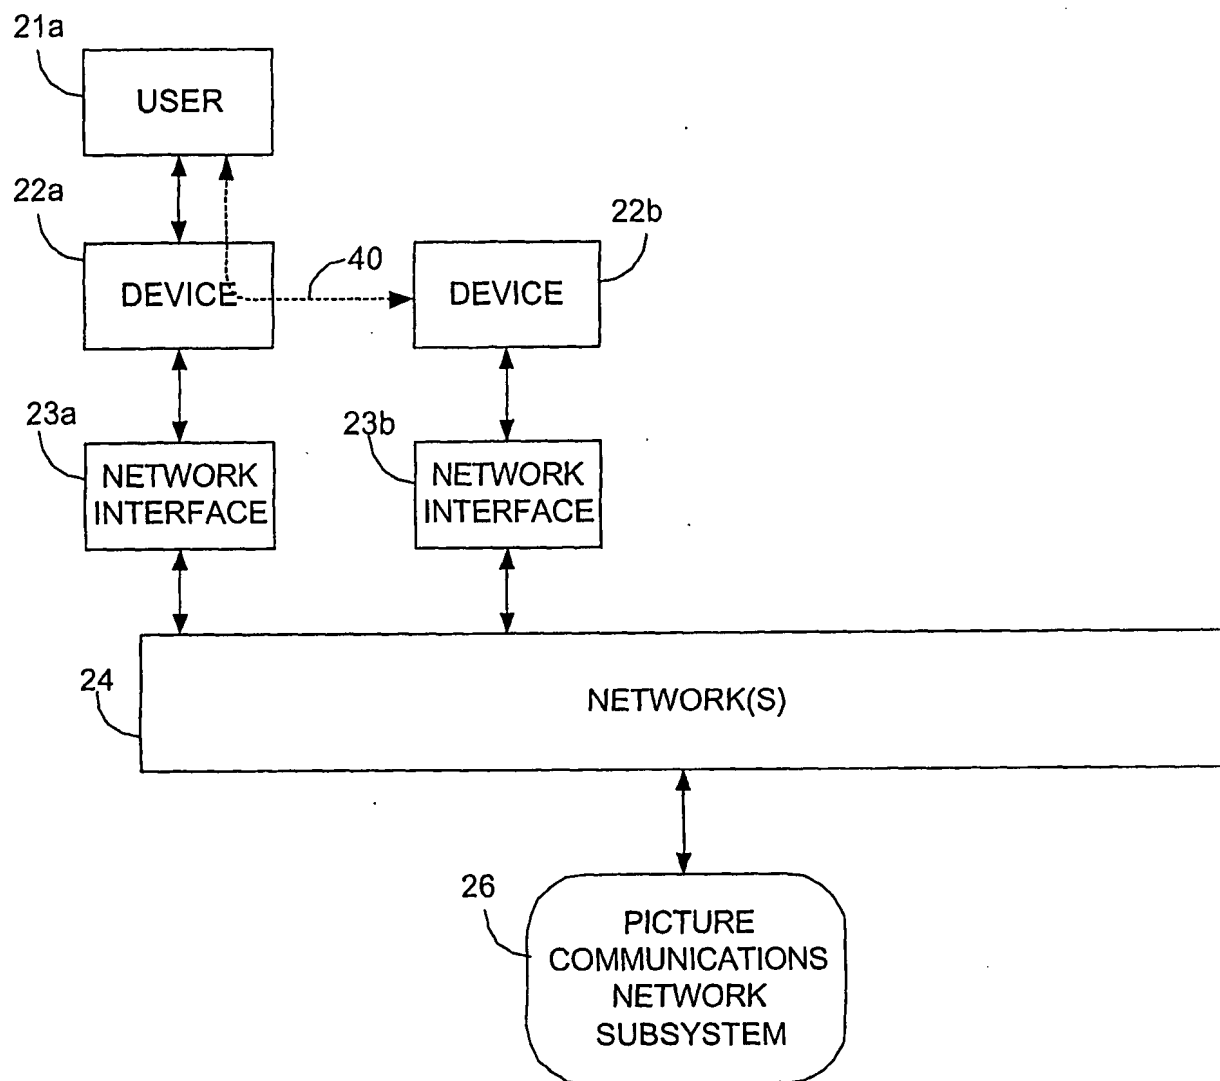 21a
USER
22a
22b
40
DEVICE
DEVICE
23a
23b
NETWORK
INTERFACE
NETWORK
INTERFACE
24
NETWORK(S)
26
PICTURE
COMMUNICATIONS
NETWORK
SUBSYSTEM